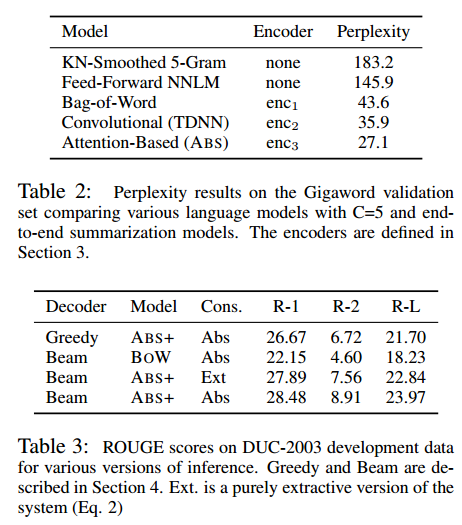 Model Encoder Perplexity
KN-Smoothed 5-Gram none 183.2
Feed-Forward NNLM none 145.9
Bag-of-Word enc1 43.6
Convolutional (TDNN) enc2 35.9
Attention-Based (ABS) enc3 27.1
Table 2: Perplexity results on the Gigaword validation
set comparing various language models with C=5 and end-
to-end summarization models. The encoders are defined in
Section 3.
Decoder Model Cons. R-1 R-2 R-L
Greedy ABS+ Abs 26.67 6.72 21.70
Beam BOW Abs 22.15 4.60 18.23
Beam ABS+ Ext 27.89 7.56 22.84
Beam ABS+ Abs 28.48 8.91 23.97
Table 3: ROUGE scores on DUC-2003 development data
for various versions of inference. Greedy and Beam are de-
scribed in Section 4. Ext. is a purely extractive version of the
system (Eq. 2)